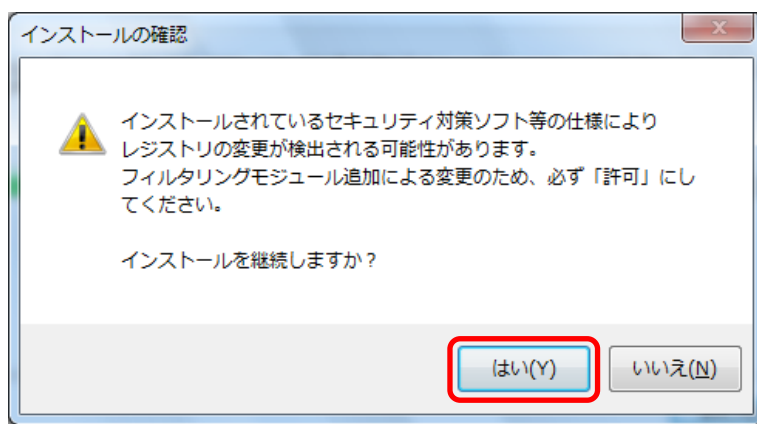 インストールの確認
インストールされているセキュリティ対策ソフト等の仕様により
レジストリの変更が検出される可能性があります。
フィルタリングモジュール追加による変更のため、必ず「許可」にし
てください。
インストールを継続しますか？
はい(Y)
いいえ(N)